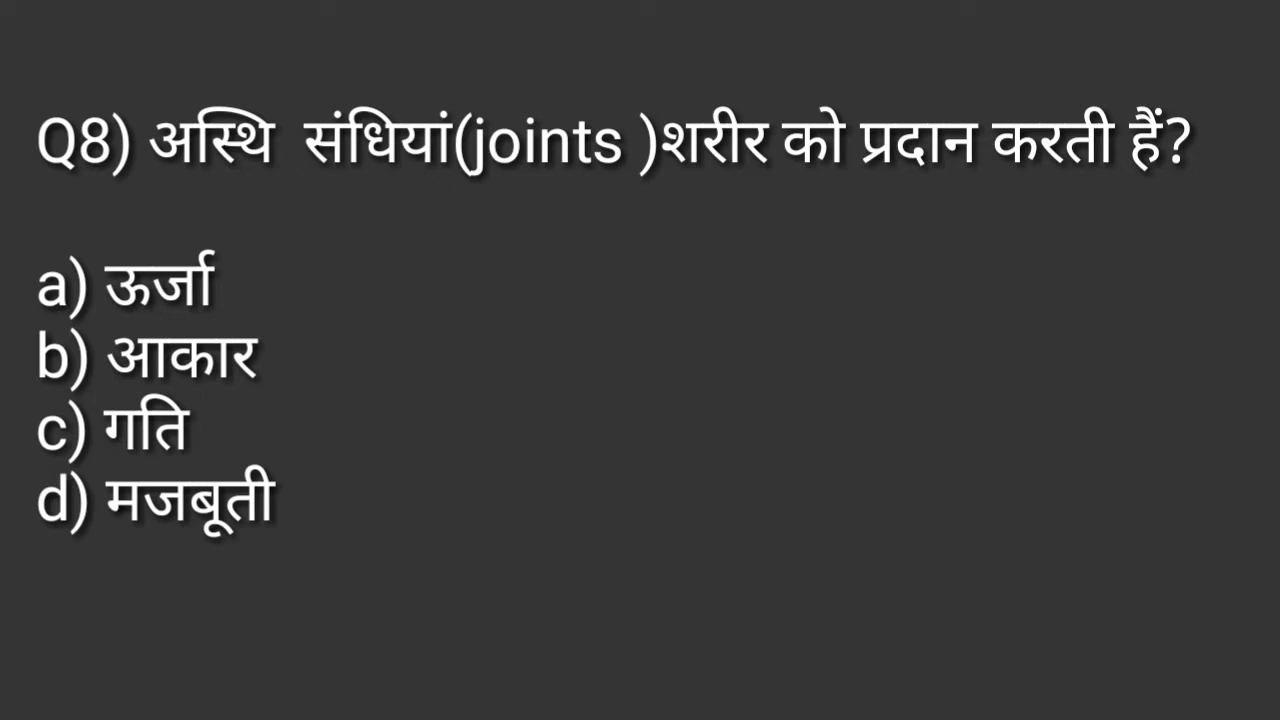 Q8) अस्थि  संधियां(joints )शरीर को प्रदान करती हैं?
a) ऊर्जा
b) आकार
c) गति
d) मजबूती